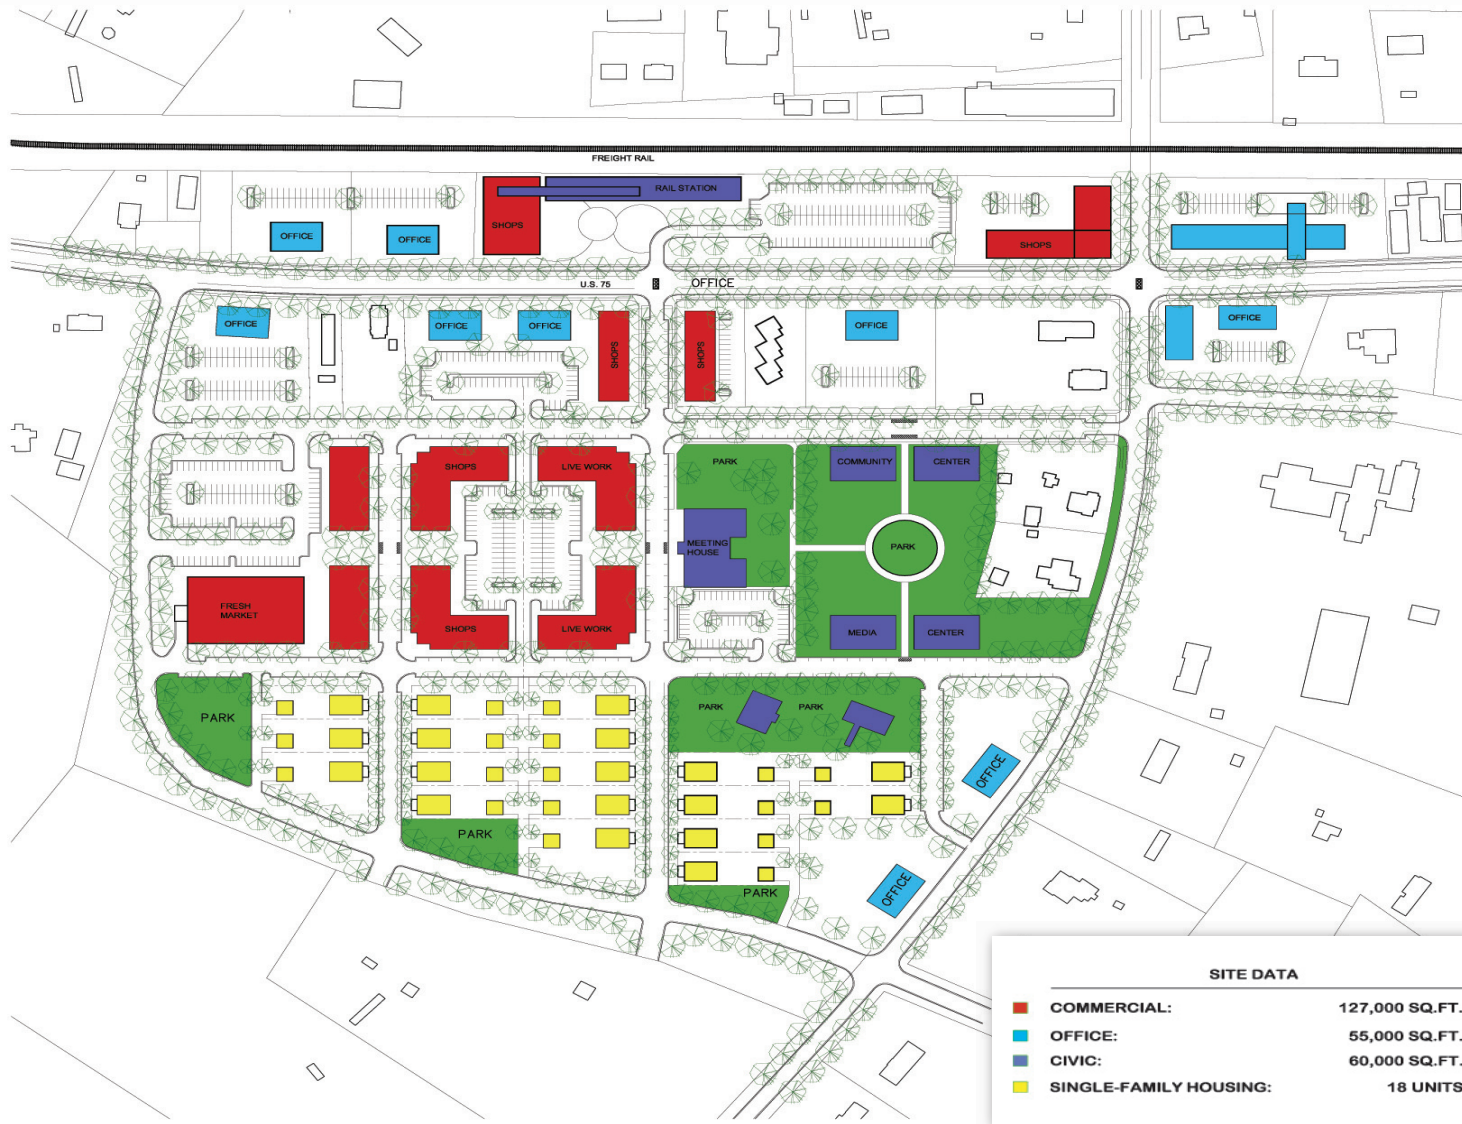 FREIGHT RAIL
RAIL STATION
SHOPS
OFFICE
OFFICE
SHOPS
U.S. 75
OFFICE
OFFICE
OFFICE
OFFICE
SHOPS
SHOPS
OFFICE
OFFICE
SHOPS
LIVE WORK
PARK
COMMUNITY
CENTER
MEETING
HOUSE
PARK
FRESH
MARKET
SHOPS
LIVE WORK
MEDIA
CENTER
PARK
PARK
PARK
OFFICE
PARK
PARK
OFFICE
SITE DATA
COMMERCIAL: 127,000 SQ.FT.
OFFICE: 55,000 SQ.FT.
CIVIC: 60,000 SQ.FT.
SINGLE-FAMILY HOUSING: 18 UNITS